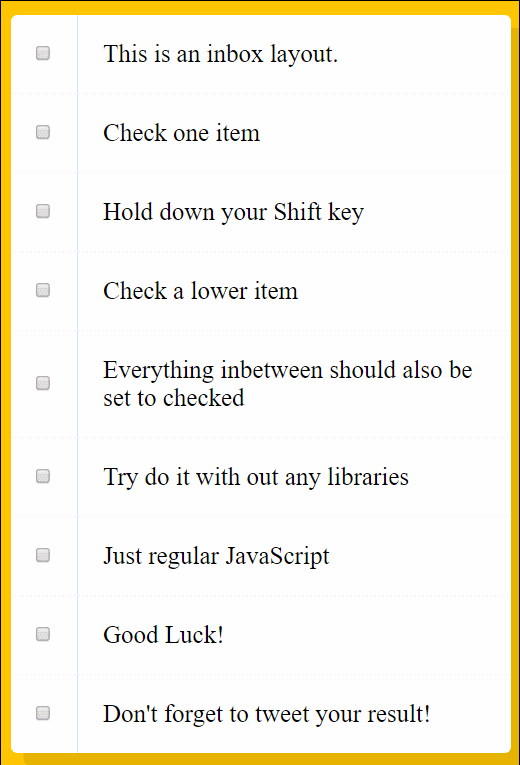 This is an inbox layout.
Check one item
Hold down your Shift key
Check a lower item
Everything inbetween should also be
set to checked
Try do it with out any libraries
Just regular JavaScript
Good Luck!
Don't forget to tweet your result!